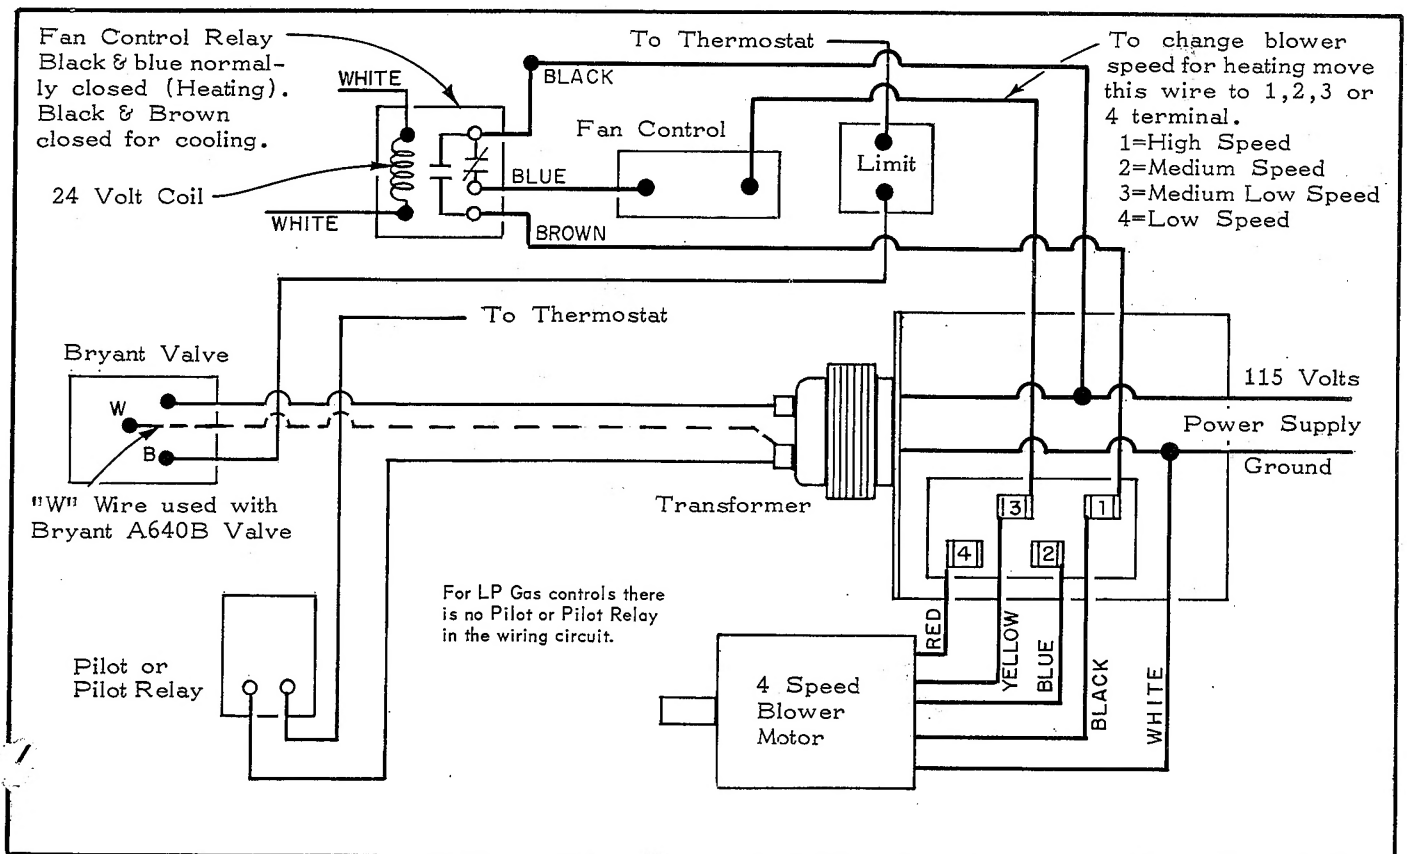 Fan Control Relay
Black & blue normal-
ly closed (Heating).
Black & Brown
closed for cooling.
24 Volt Coil
WHITE
WHITE
BLACK
BLUE
BROWN
Fan Control
To Thermostat
Limit
To change blower
speed for heating move
this wire to 1,2,3 or
4 terminal.
1=High Speed
2=Medium Speed
3=Medium Low Speed
4=Low Speed
To Thermostat
Bryant Valve
W
B
"W" Wire used with
Bryant A640B Valve
Transformer
115 Volts
Power Supply
Ground
3
1
4
2
For LP Gas controls there
is no Pilot or Pilot Relay
in the wiring circuit.
Pilot or
Pilot Relay
4 Speed
Blower
Motor
RED
YELLOW
BLUE
BLACK
WHITE